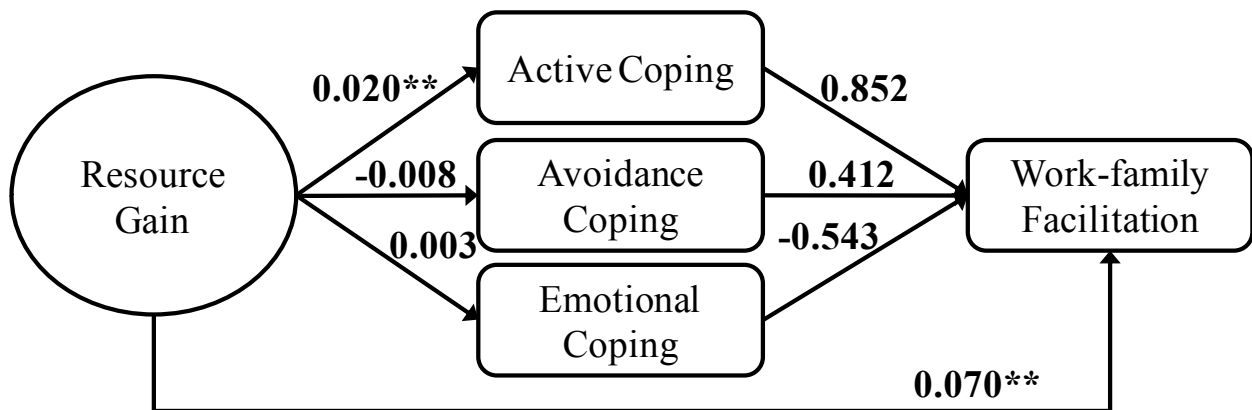 Active Coping
0.020**
0.852
Resource
Gain
-0.008
Avoidance
Coping
0.412
Work-family
Facilitation
0.003
-0.543
Emotional
Coping
0.070**